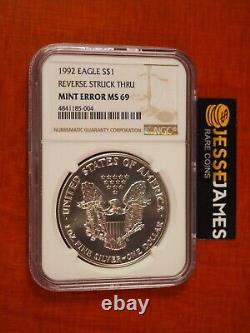 1992 EAGLE S$1
REVERSE STRUCK THRU
MINT ERROR MS 69
4841185-004
NUMISMATIC GUARANTY CORPORATION
NGC
UNITED STATES OF AMERICA
1 OZ. FINE SILVER~ONE DOLLAR
JESSE
JAMES
RARE COINS